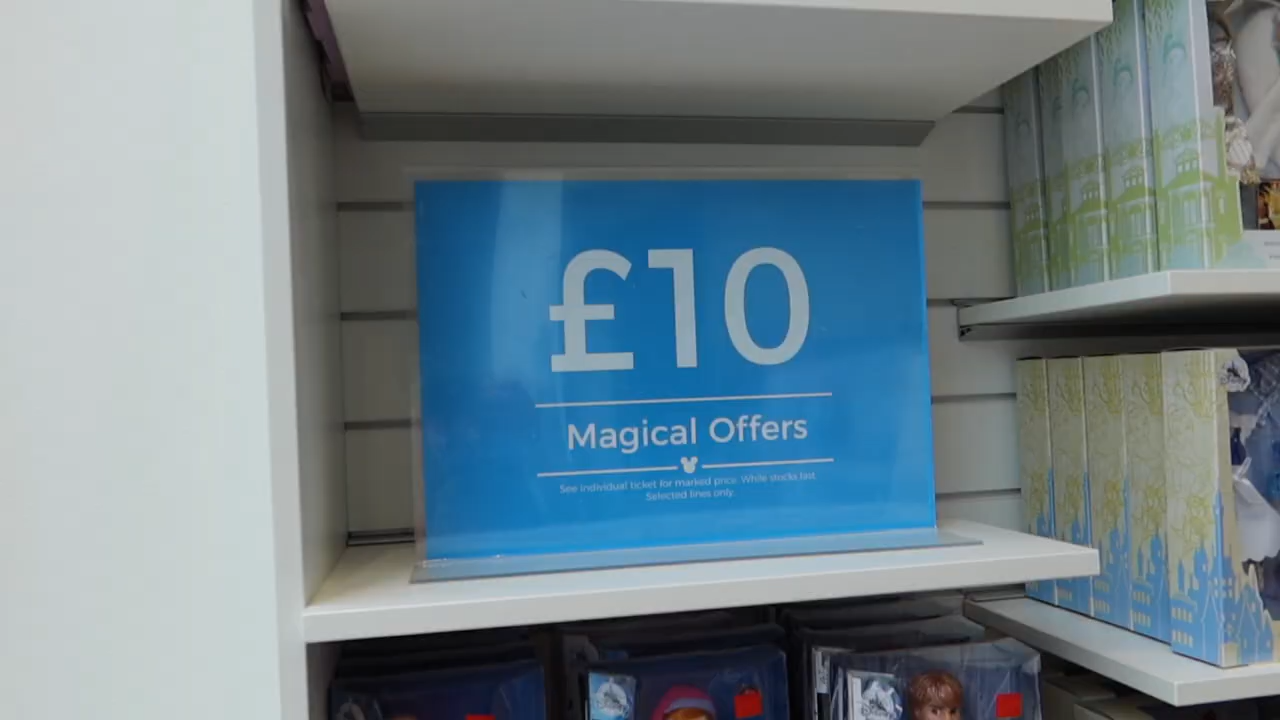 £10
Magical Offers
See individual ticket for marked price. While stocks last.
Selected lines only.